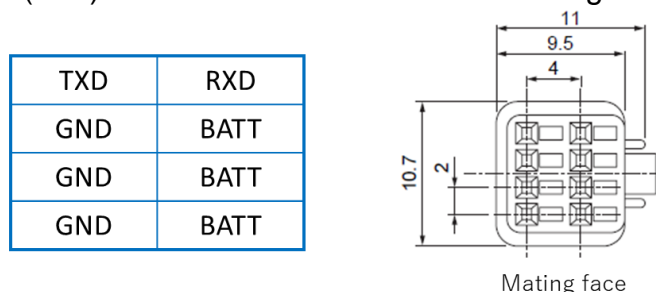 TXD RXD
GND BATT
GND BATT
GND BATT
11
9.5
4
10.7
2
Mating face